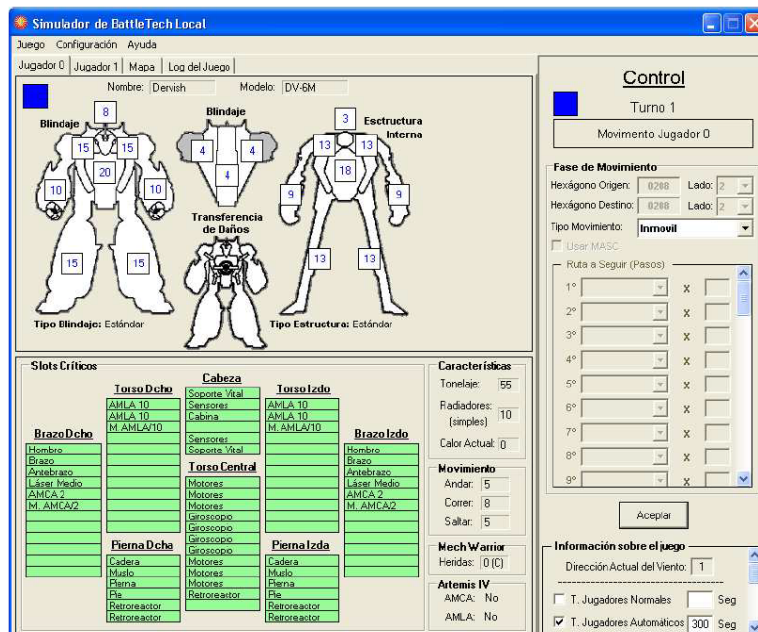 Simulador de BattleTech Local
Juego Configuración Ayuda
Jugador 0 Jugador 1 Mapa Log del Juego
Nombre: Dervish Modelo: DV-6M
Blindaje
8
15 15
20
10 10
15 15
Tipo Blindaje: Estándar
Blindaje
4 4
4
Transferencia
de Daños
Esctructura
Interna
3
13 13
18
9 9
13 13
Tipo Estructura: Estándar
Slots Críticos
Brazo Dcho
Hombro
Brazo
Antebrazo
Láser Medio
AMCA 2
M. AMCA/2
Torso Dcho
AMLA 10
AMLA 10
M. AMLA/10
Pierna Dcha
Cadera
Muslo
Pierna
Pie
Retroreactor
Retroreactor
Cabeza
Soporte Vital
Sensores
Cabina
Sensores
Soporte Vital
Torso Central
Motores
Motores
Motores
Giroscopio
Giroscopio
Giroscopio
Giroscopio
Motores
Motores
Motores
Retroreactor
Torso Izdo
AMLA 10
AMLA 10
M. AMLA/10
Pierna Izda
Cadera
Muslo
Pierna
Pie
Retroreactor
Retroreactor
Brazo Izdo
Hombro
Brazo
Antebrazo
Láser Medio
AMCA 2
M. AMCA/2
Características
Tonelaje: 55
Radiadores: 10
(simples)
Calor Actual: 0
Movimiento
Andar: 5
Correr: 8
Saltar: 5
Mech Warrior
Heridas: 0 (C)
Artemis IV
AMCA: No
AMLA: No
Control
Turno 1
Movimento Jugador 0
Fase de Movimiento
Hexágono Origen: 0208 Lado: 2
Hexágono Destino: 0208 Lado: 2
Tipo Movimiento: Inmovil
Usar MASC
Ruta a Seguir (Pasos)
1º x
2º x
3º x
4º x
5º x
6º x
7º x
8º x
9º x
Aceptar
Información sobre el juego
Dirección Actual del Viento: 1
----------------------------------------
T. Jugadores Normales Seg
T. Jugadores Automáticos 300 Seg